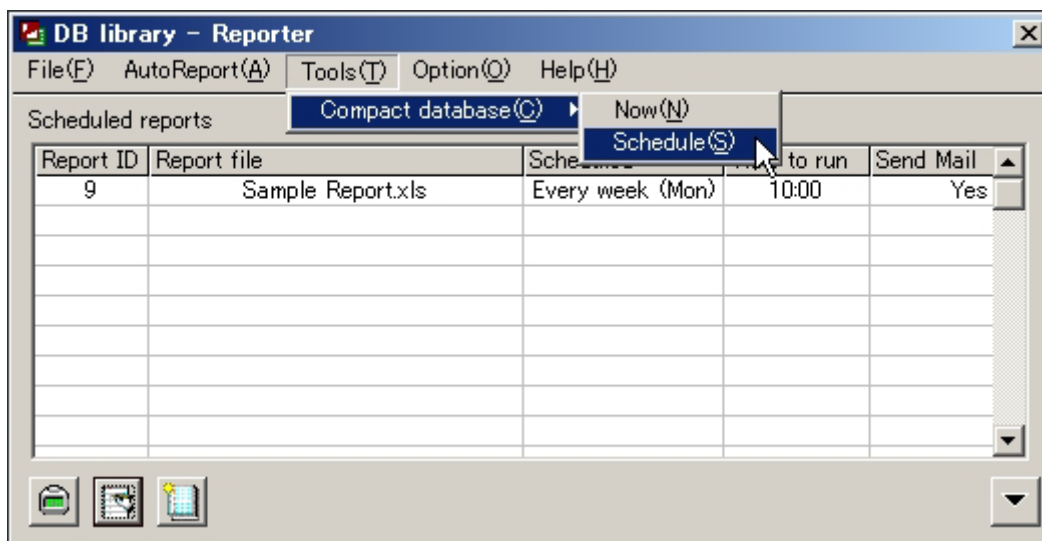 DB library - Reporter
File(F) AutoReport(A) Tools(T) Option(O) Help(H)
Compact database(C) Now(N)
Schedule(S)
Scheduled reports
Report ID Report file to run Send Mail
9 Sample Report.xls Every week (Mon) 10:00 Yes